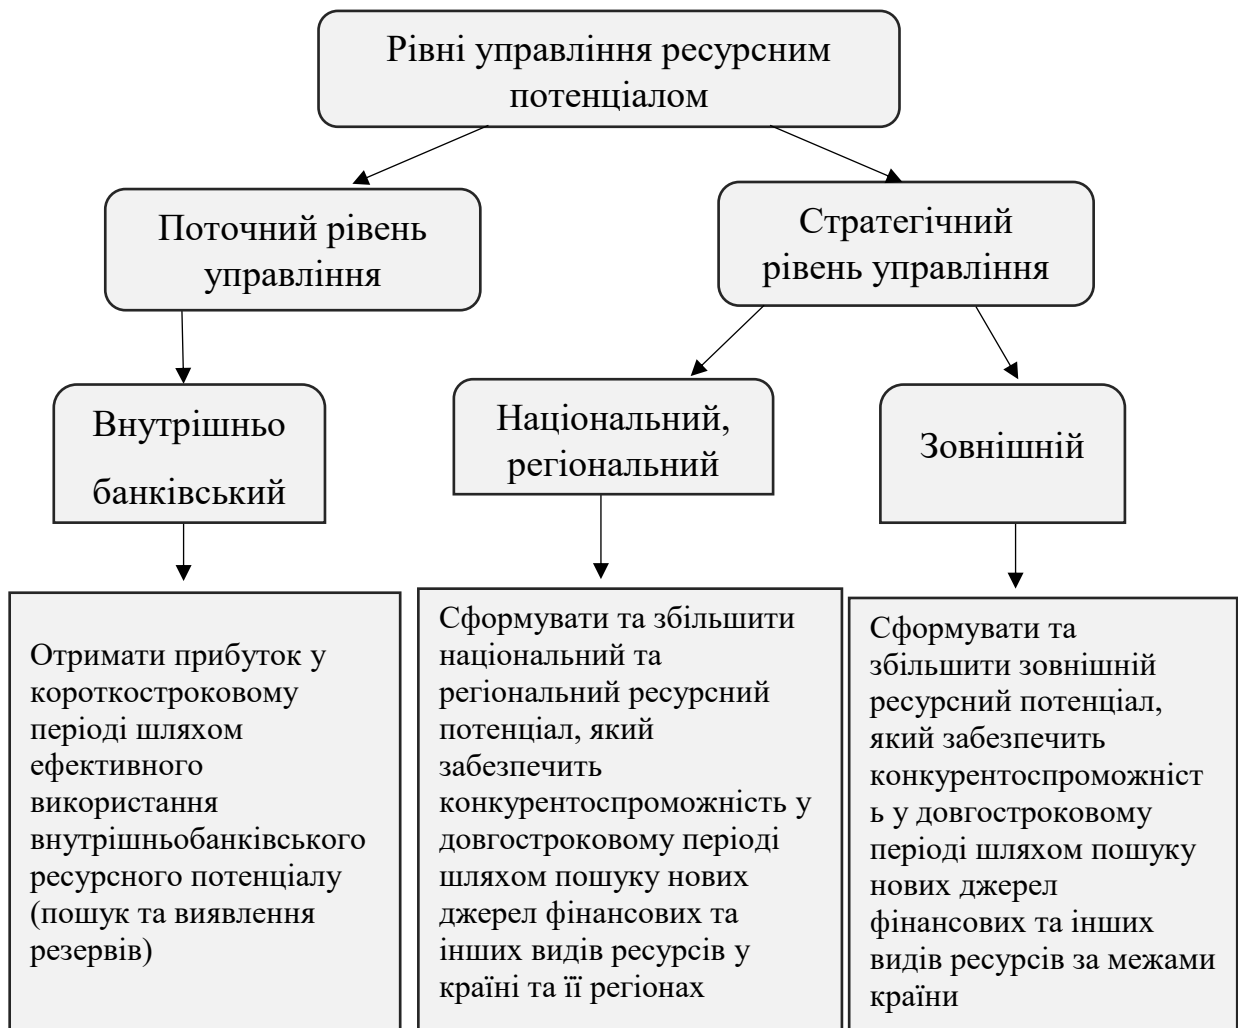 Рівні управління ресурсним
потенціалом
Поточний рівень
управління
Стратегічний
рівень управління
Внутрішньо
банківський
Національний,
регіональний
Зовнішній
Отримати прибуток у
короткостроковому
періоді шляхом
ефективного
використання
внутрішньобанківського
ресурсного потенціалу
(пошук та виявлення
резервів)
Сформувати та збільшити
національний та
регіональний ресурсний
потенціал, який
забезпечить
конкурентоспроможність у
довгостроковому періоді
шляхом пошуку нових
джерел фінансових та
інших видів ресурсів у
країні та її регіонах
Сформувати та
збільшити зовнішній
ресурсний потенціал,
який забезпечить
конкурентоспроможніст
ь у довгостроковому
періоді шляхом пошуку
нових джерел
фінансових та інших
видів ресурсів за межами
країни